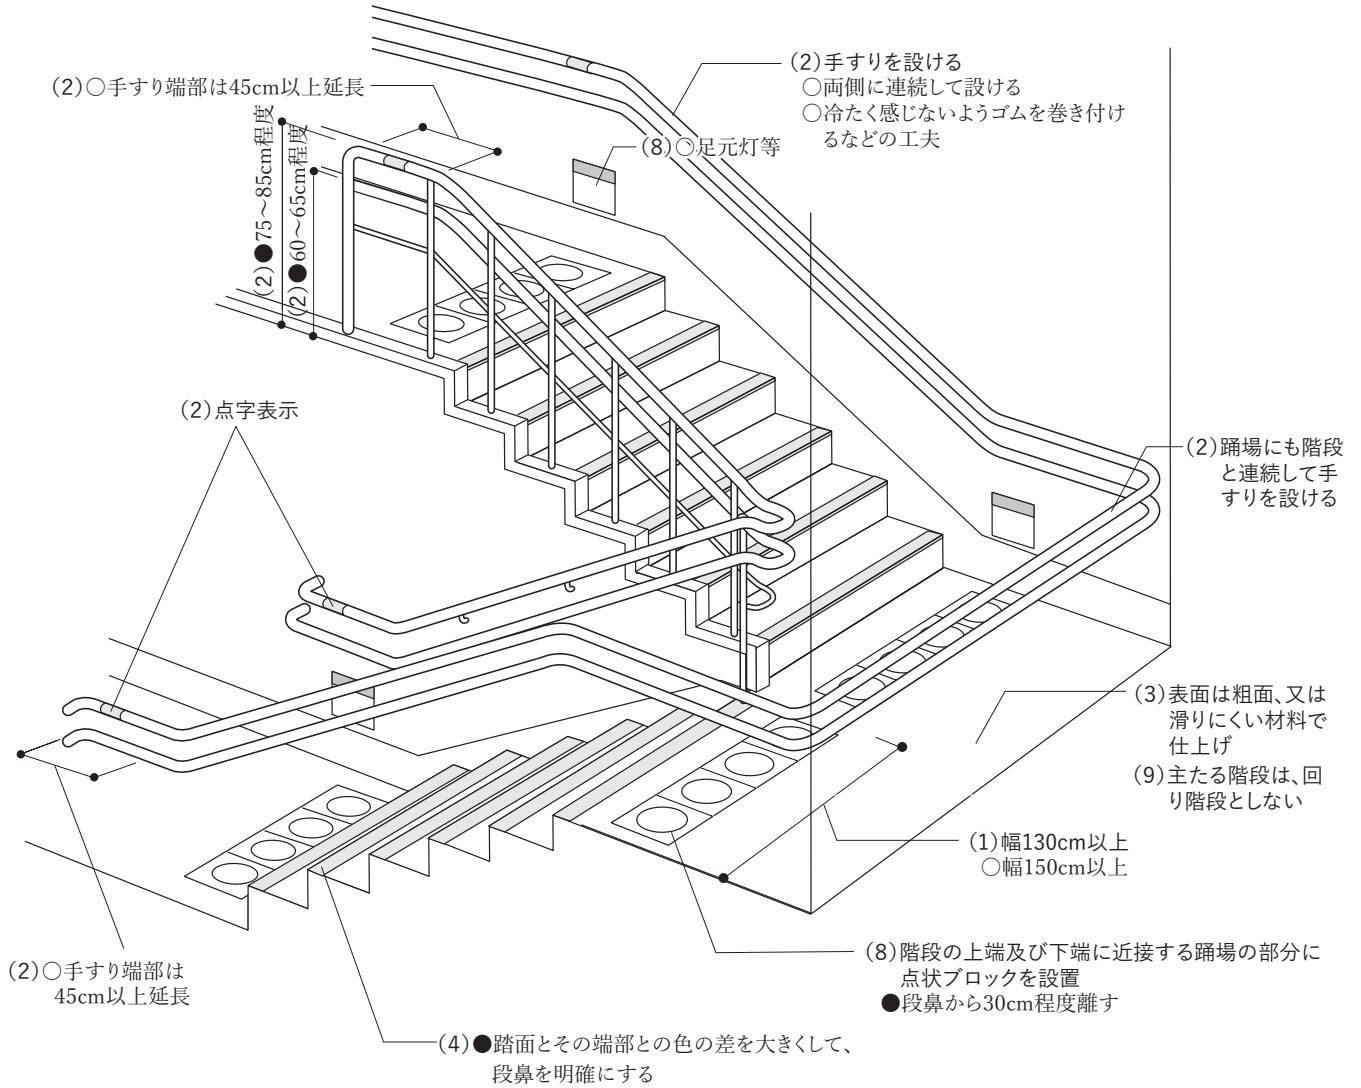 (2)手すりを設ける
○両側に連続して設ける
○冷たく感じないようゴムを巻き付け
るなどの工夫
(2)○手すり端部は45cm以上延長
(2)●75〜85cm程度
(2)●60〜65cm程度
(8)○足元灯等
(2)点字表示
(2)踊場にも階段
と連続して手
すりを設ける
(3)表面は粗面、又は
滑りにくい材料で
仕上げ
(9)主たる階段は、回
り階段としない
(1)幅130cm以上
○幅150cm以上
(8)階段の上端及び下端に近接する踊場の部分に
点状ブロックを設置
●段鼻から30cm程度離す
(2)○手すり端部は
45cm以上延長
(4)●踏面とその端部との色の差を大きくして、
段鼻を明確にする